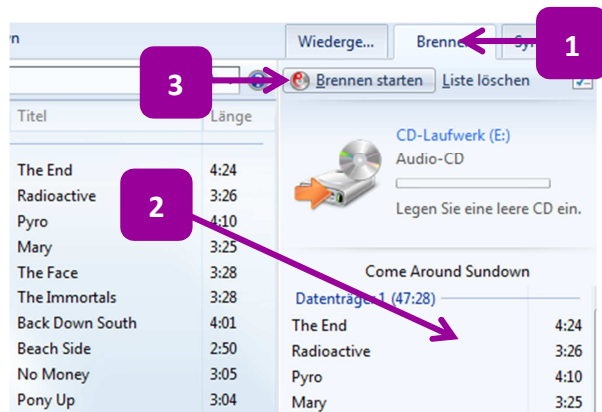 n
Wiederge... Brenne...
1
3
Brennen starten Liste löschen
Titel Länge
CD-Laufwerk (E:)
Audio-CD
Legen Sie eine leere CD ein.
The End 4:24
Radioactive 3:26
2
Pyro 4:10
Mary 3:25
The Face 3:28
The Immortals 3:28
Back Down South 4:01
Beach Side 2:50
No Money 3:05
Pony Up 3:04
Come Around Sundown
Datenträger 1 (47:28)
The End 4:24
Radioactive 3:26
Pyro 4:10
Mary 3:25